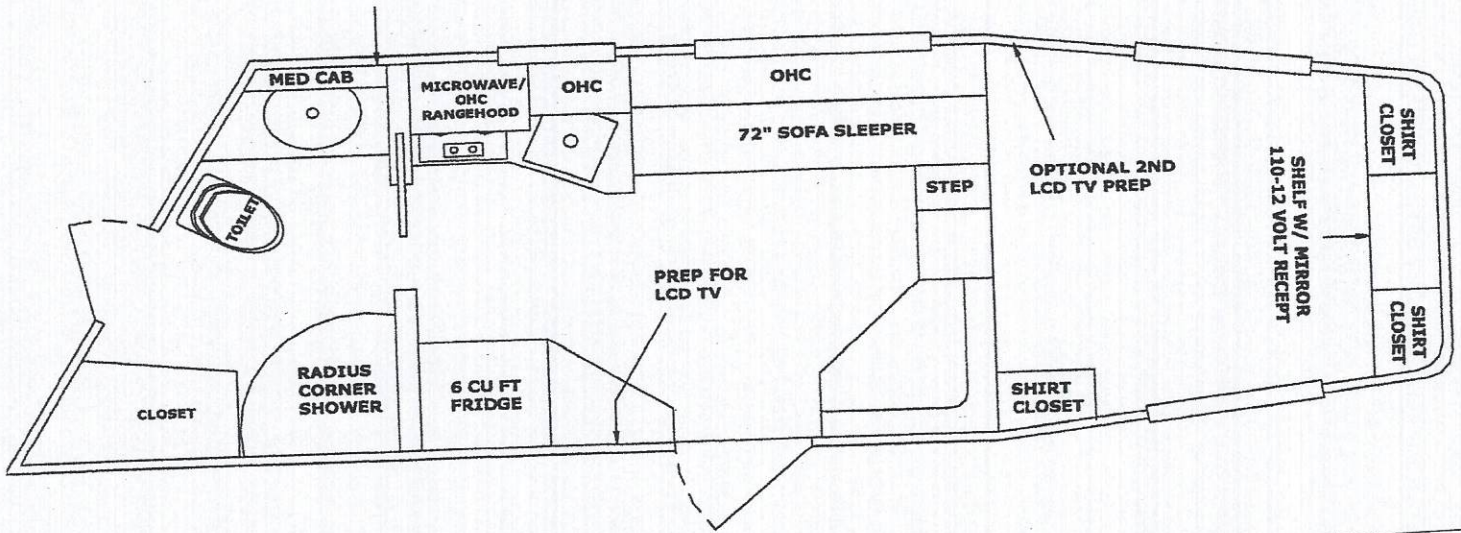 MED CAB
MICROWAVE/
OHC
RANGEHOOD
OHC
OHC
72" SOFA SLEEPER
TOILET
STEP
OPTIONAL 2ND
LCD TV PREP
SHELF W/ MIRROR
110-12 VOLT RECEPT
SHIRT
CLOSET
SHIRT
CLOSET
PREP FOR
LCD TV
CLOSET
RADIUS
CORNER
SHOWER
6 CU FT
FRIDGE
SHIRT
CLOSET